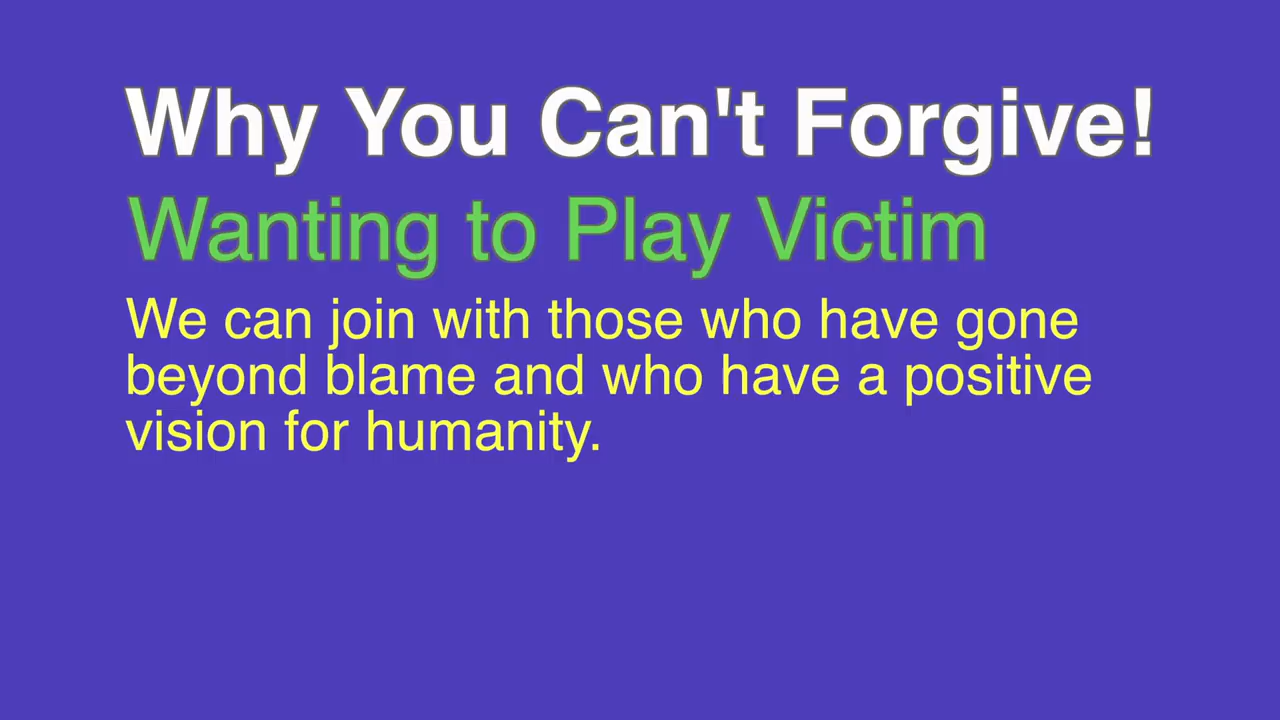 Why You Can't Forgive!
Wanting to Play Victim
We can join with those who have gone
beyond blame and who have a positive
vision for humanity.